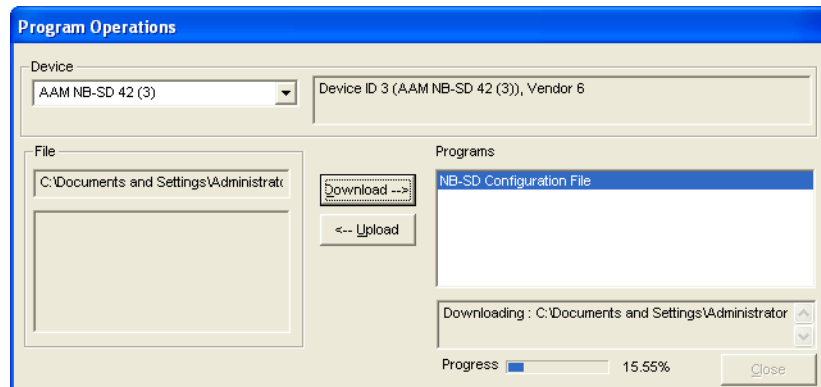 Program Operations
Device
AAM NB-SD 42 (3)
Device ID 3 (AAM NB-SD 42 (3)), Vendor 6
File
Programs
C:\Documents and Settings\Administrato
Download -->
NB-SD Configuration File
<-- Upload
Downloading : C:\Documents and Settings\Administrator
Progress
15.55%
Close